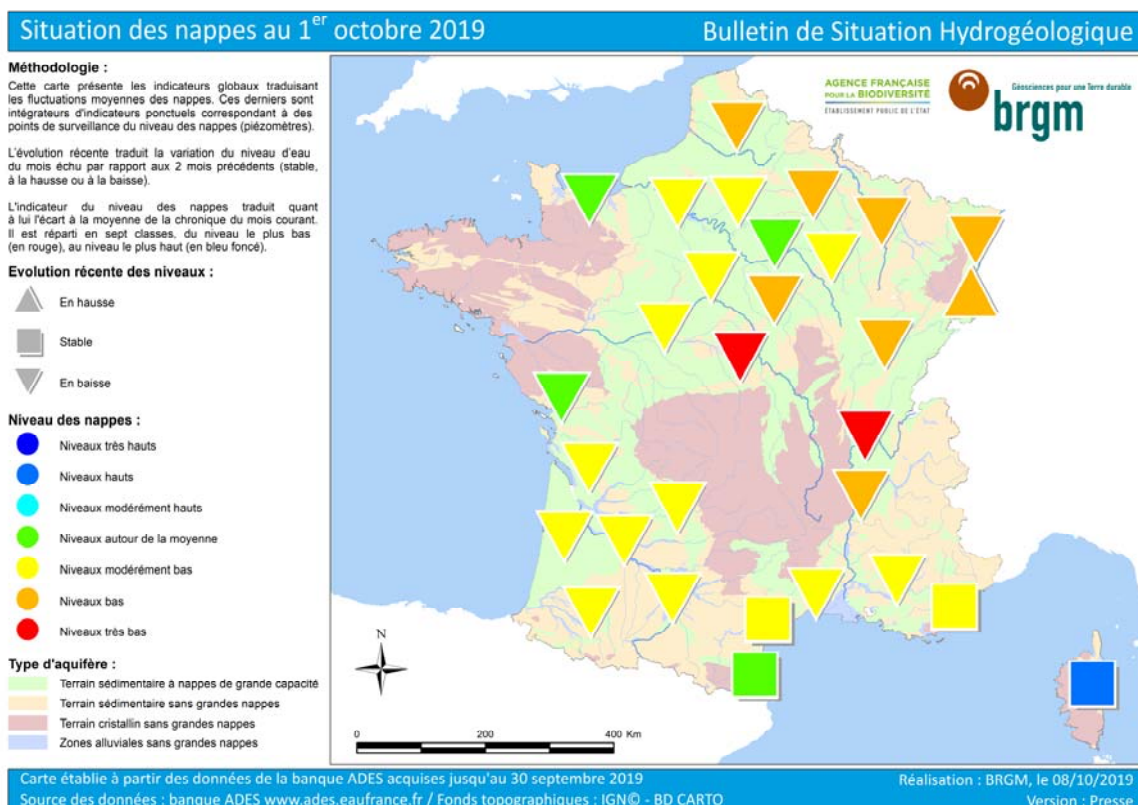 Situation des nappes au 1er octobre 2019
Bulletin de Situation Hydrogéologique
Méthodologie :
Cette carte présente les indicateurs globaux traduisant
les fluctuations moyennes des nappes. Ces derniers sont
intégrateurs d'indicateurs ponctuels correspondant à des
points de surveillance du niveau des nappes (piézomètres).
L'évolution récente traduit la variation du niveau d'eau
du mois échu par rapport aux 2 mois précédents (stable,
à la hausse ou à la baisse).
L'indicateur du niveau des nappes traduit quant
à lui l'écart à la moyenne de la chronique du mois courant.
Il est réparti en sept classes, du niveau le plus bas
(en rouge), au niveau le plus haut (en bleu foncé).
Evolution récente des niveaux :
En hausse
Stable
En baisse
Niveau des nappes :
Niveaux très hauts
Niveaux hauts
Niveaux modérément hauts
Niveaux autour de la moyenne
Niveaux modérément bas
Niveaux bas
Niveaux très bas
Type d'aquifère :
Terrain sédimentaire à nappes de grande capacité
Terrain sédimentaire sans grandes nappes
Terrain cristallin sans grandes nappes
Zones alluviales sans grandes nappes
AGENCE FRANÇAISE
POUR LA BIODIVERSITÉ
ÉTABLISSEMENT PUBLIC DE L'ÉTAT
Géosciences pour une Terre durable
brgm
N
0 200 400 Km
Carte établie à partir des données de la banque ADES acquises jusqu'au 30 septembre 2019
Source des données : banque ADES www.ades.eaufrance.fr / Fonds topographiques : IGN© - BD CARTO
Réalisation : BRGM, le 08/10/2019
Version : Presse